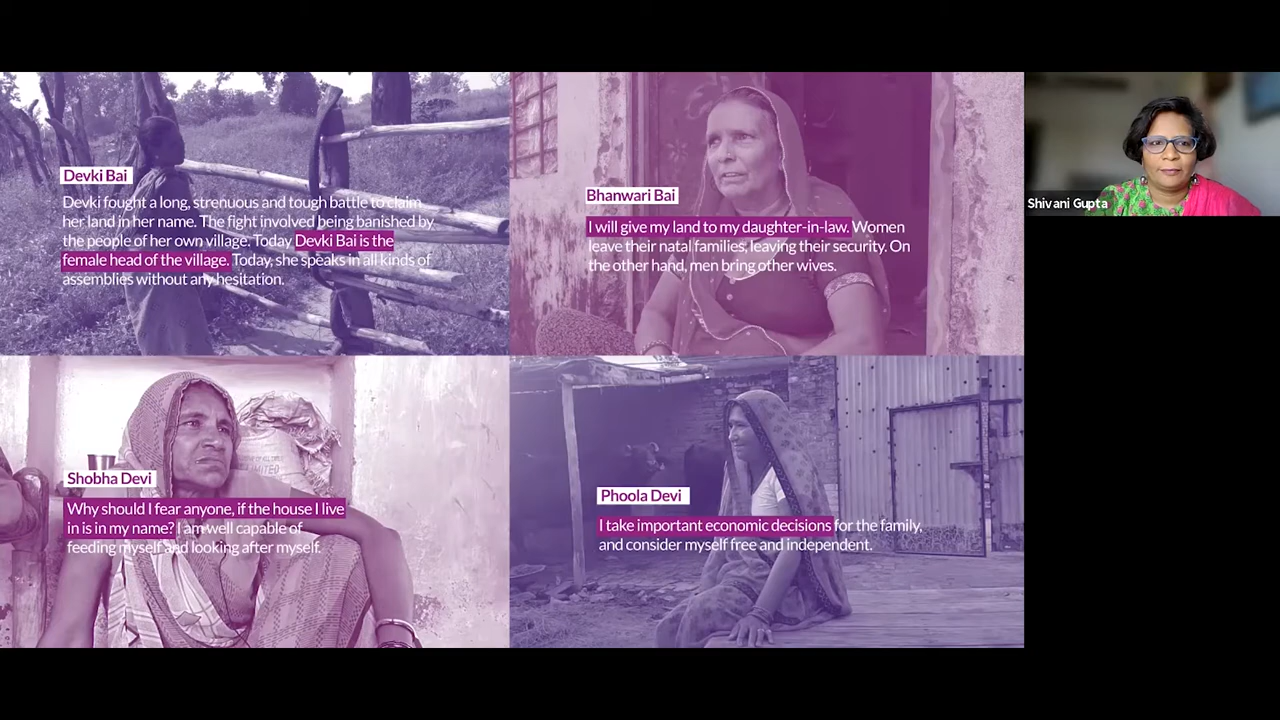 Devki Bai
Devki fought a long, strenuous and tough battle to claim
her land in her name. The fight involved being banished by
the people of her own village. Today Devki Bai is the
female head of the village. Today, she speaks in all kinds of
assemblies without any hesitation.
Bhanwari Bai
I will give my land to my daughter-in-law. Women
leave their natal families, leaving their security. On
the other hand, men bring other wives.
Shivani Gupta
Shobha Devi
Why should I fear anyone, if the house I live
in is in my name? I am well capable of
feeding myself and looking after myself.
LIMITED
Phoola Devi
I take important economic decisions for the family,
and consider myself free and independent.